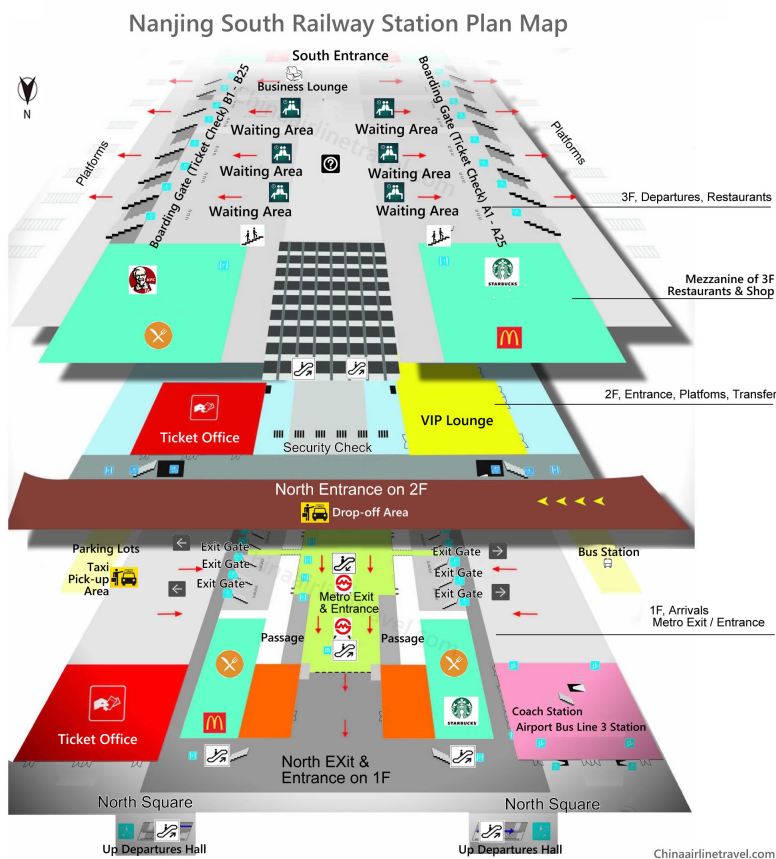 Nanjing South Railway Station Plan Map
South Entrance
N
Business Lounge
Boarding Gate (Ticket Check) B1 - B25
Boarding Gate (Ticket Check) A1 - A25
Platforms
Platforms
Waiting Area
Waiting Area
Waiting Area
Waiting Area
Waiting Area
Waiting Area
Chinaairlinetravel.com
3F, Departures, Restaurants
KFC
STARBUCKS
Mezzanine of 3F
Restaurants & Shop
2F, Entrance, Platfoms, Transfer
Ticket Office
VIP Lounge
Security Check
North Entrance on 2F
Drop-off Area
Parking Lots
Taxi
Pick-up
Area
Exit Gate
Exit Gate
Exit Gate
Exit Gate
Exit Gate
Exit Gate
Bus Station
Metro Exit
& Entrance
Chinaairlinetravel.com
1F, Arrivals
Metro Exit / Entrance
Passage
Passage
STARBUCKS
Ticket Office
Coach Station
Airport Bus Line 3 Station
North EXit &
Entrance on 1F
North Square
North Square
Up Departures Hall
Up Departures Hall
Chinaairlinetravel.com